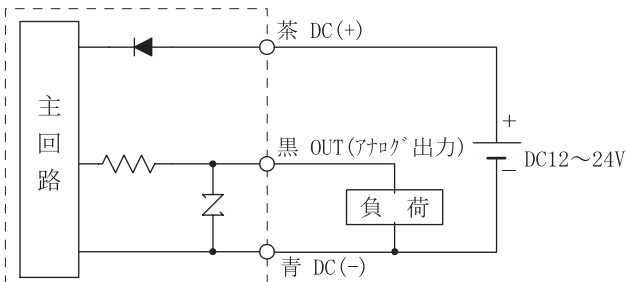 茶 DC(+)
主回路
黒 OUT(ｱﾅﾛｸﾞ出力)
+
DC12～24V
−
負 荷
青 DC(-)